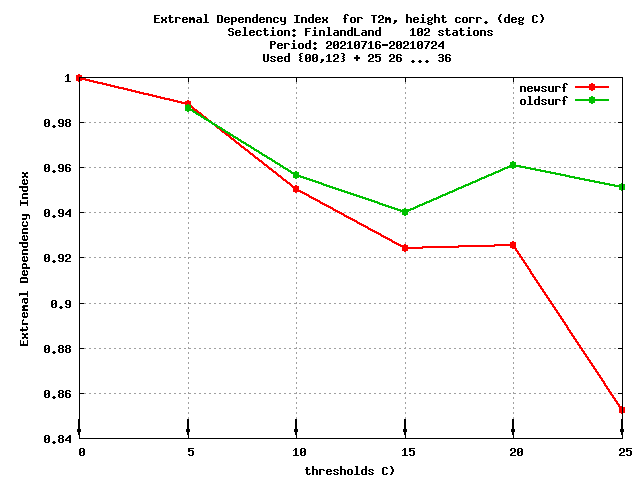 Extremal Dependency Index  for T2m, height corr. (deg C)
Selection: FinlandLand    102 stations
Period: 20210716-20210724
Used {00,12} + 25 26 ... 36
newsurf
oldsurf
Extremal Dependency Index
1
0.98
0.96
0.94
0.92
0.9
0.88
0.86
0.84
0 5 10 15 20 25
thresholds C)